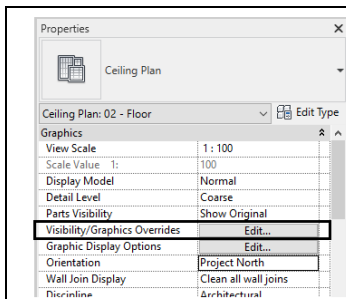 Properties
Ceiling Plan
Ceiling Plan: 02 - Floor Edit Type
Graphics
View Scale 1 : 100
Scale Value 1: 100
Display Model Normal
Detail Level Coarse
Parts Visibility Show Original
Visibility/Graphics Overrides Edit...
Graphic Display Options Edit...
Orientation Project North
Wall Join Display Clean all wall joins
Discipline Architectural